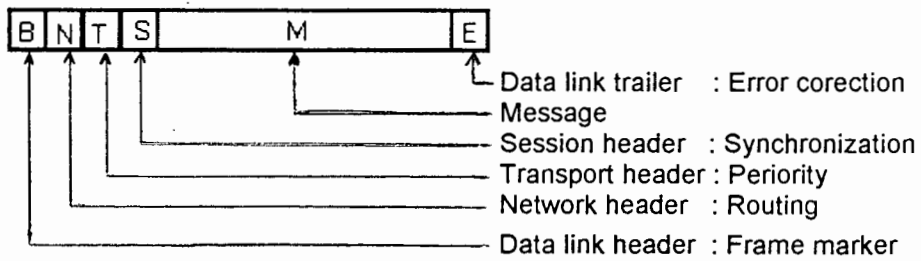 B N T S M E
Data link trailer : Error corection
Message
Session header : Synchronization
Transport header : Periority
Network header : Routing
Data link header : Frame marker